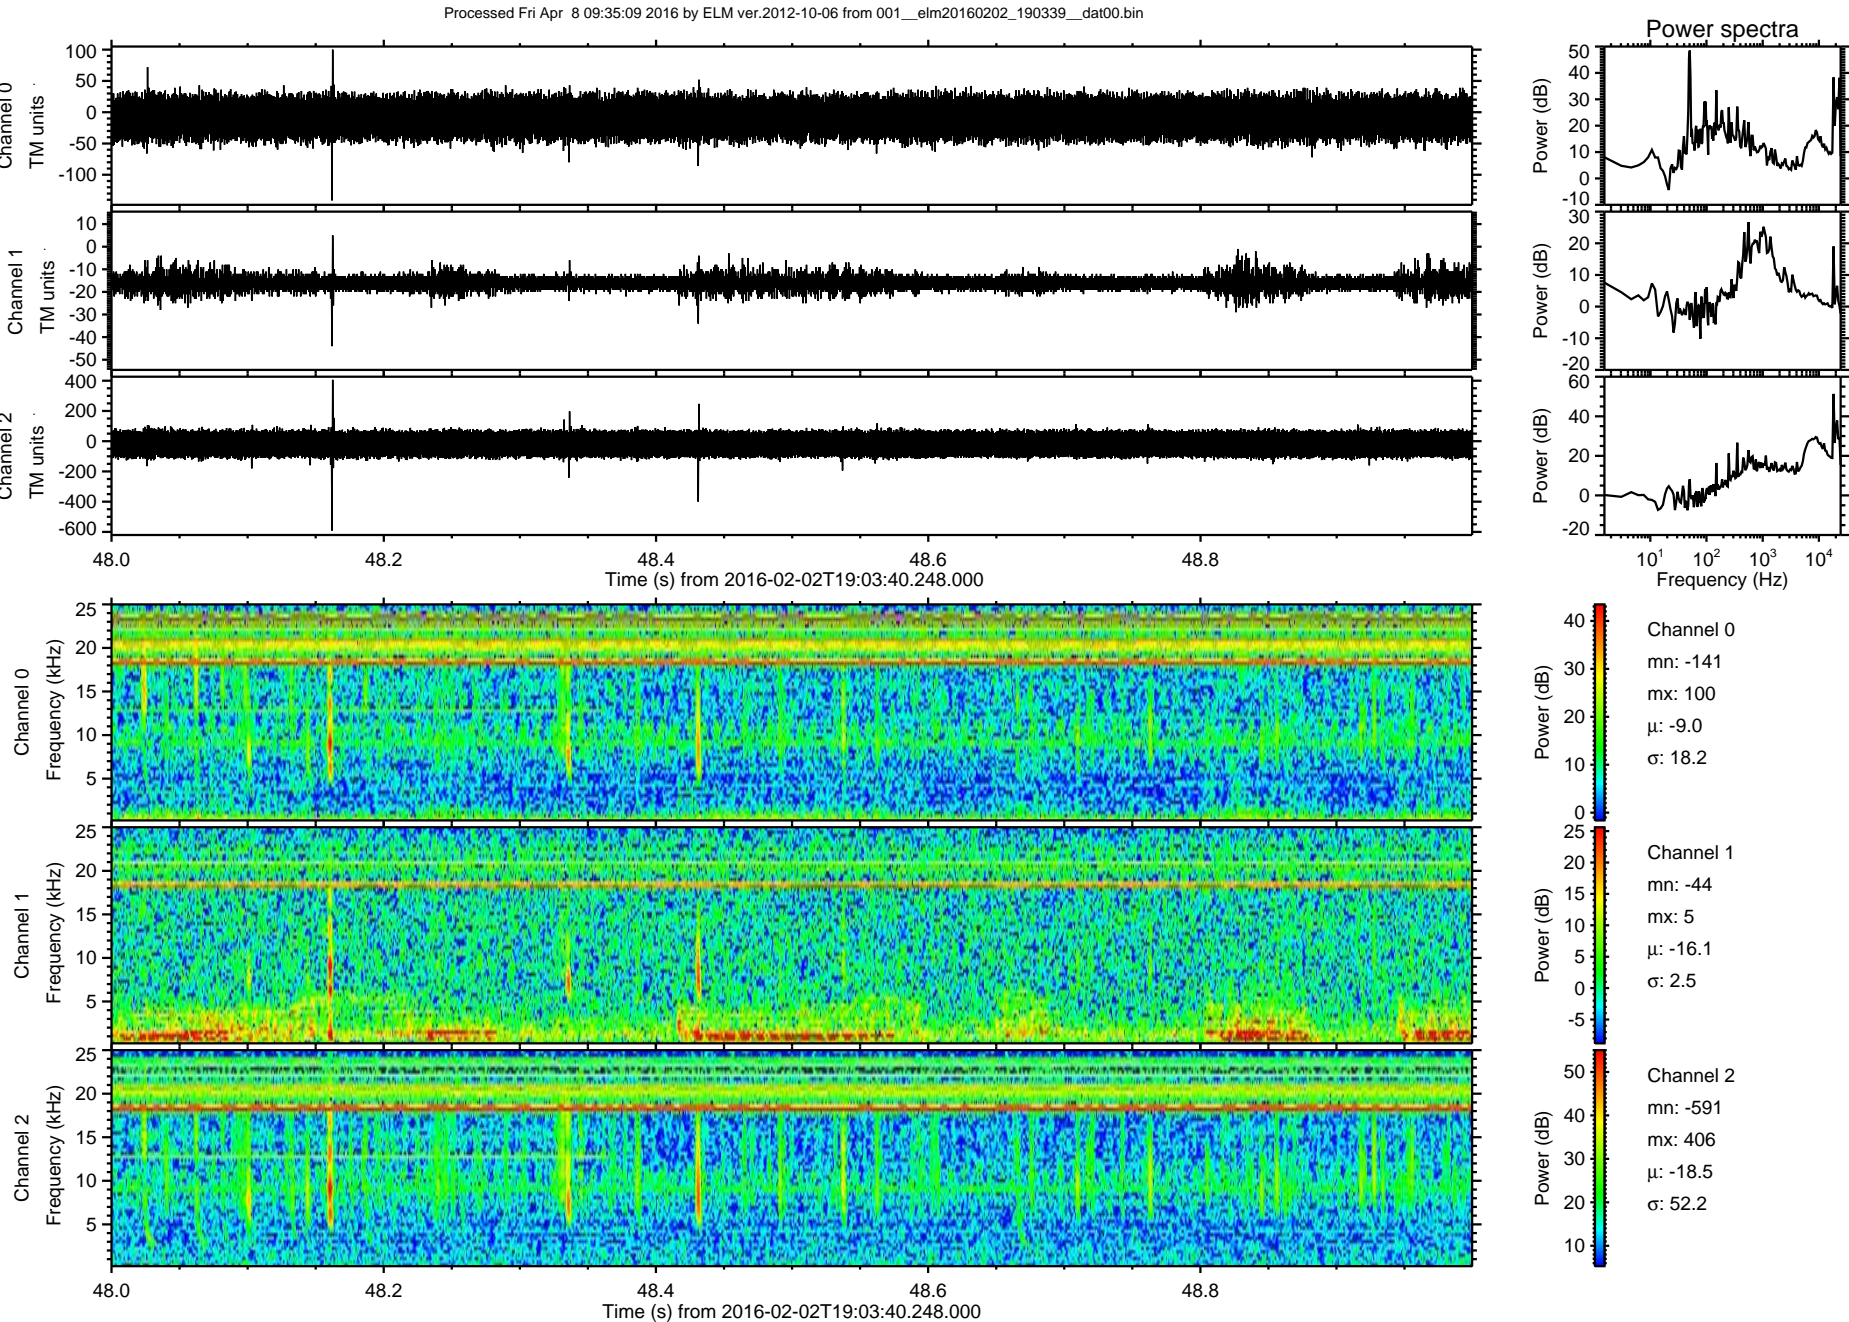 Processed Fri Apr  8 09:35:09 2016 by ELM ver.2012-10-06 from 001__elm20160202_190339__dat00.bin
Power spectra
Channel 0
TM units
100
50
0
-50
-100
Power (dB)
50
40
30
20
10
0
-10
Channel 1
TM units
10
0
-10
-20
-30
-40
-50
Power (dB)
30
20
10
0
-10
-20
Channel 2
TM units
400
200
0
-200
-400
-600
Power (dB)
60
40
20
0
-20
48.0 48.2 48.4 48.6 48.8
Time (s) from 2016-02-02T19:03:40.248.000
10^1 10^2 10^3 10^4
Frequency (Hz)
Channel 0
Frequency (kHz)
25
20
15
10
5
Power (dB)
40
30
20
10
0
Channel 0
mn: -141
mx: 100
µ: -9.0
σ: 18.2
Channel 1
Frequency (kHz)
25
20
15
10
5
Power (dB)
25
20
15
10
5
0
-5
Channel 1
mn: -44
mx: 5
µ: -16.1
σ: 2.5
Channel 2
Frequency (kHz)
25
20
15
10
5
Power (dB)
50
40
30
20
10
Channel 2
mn: -591
mx: 406
µ: -18.5
σ: 52.2
48.0 48.2 48.4 48.6 48.8
Time (s) from 2016-02-02T19:03:40.248.000